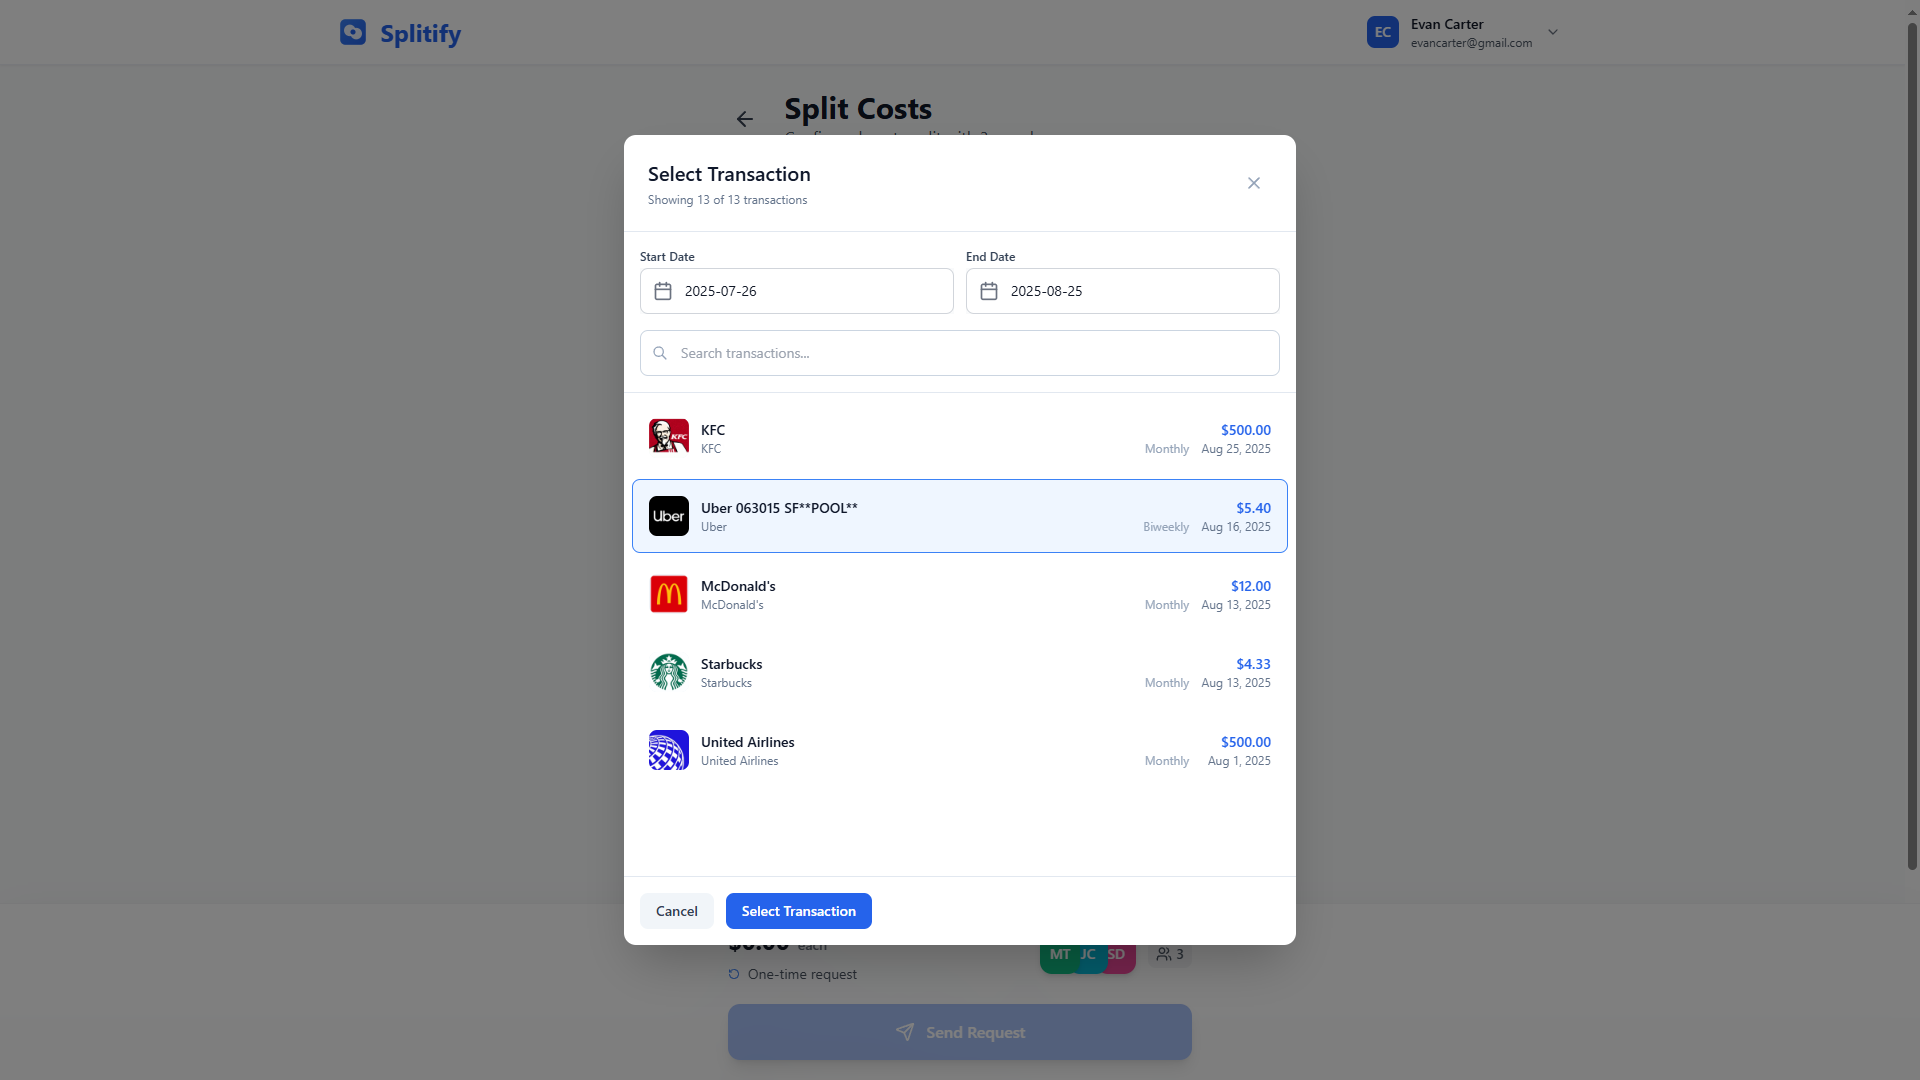 Splitify
EC
Evan Carter
evancarter@gmail.com
Split Costs
Select Transaction
Showing 13 of 13 transactions
Start Date
End Date
2025-07-26
2025-08-25
Search transactions...
KFC
KFC
KFC
$500.00
Monthly Aug 25, 2025
Uber
Uber 063015 SF**POOL**
Uber
$5.40
Biweekly Aug 16, 2025
McDonald's
McDonald's
$12.00
Monthly Aug 13, 2025
Starbucks
Starbucks
$4.33
Monthly Aug 13, 2025
United Airlines
United Airlines
$500.00
Monthly Aug 1, 2025
Cancel
Select Transaction
each
MT JC SD
3
One-time request
Send Request